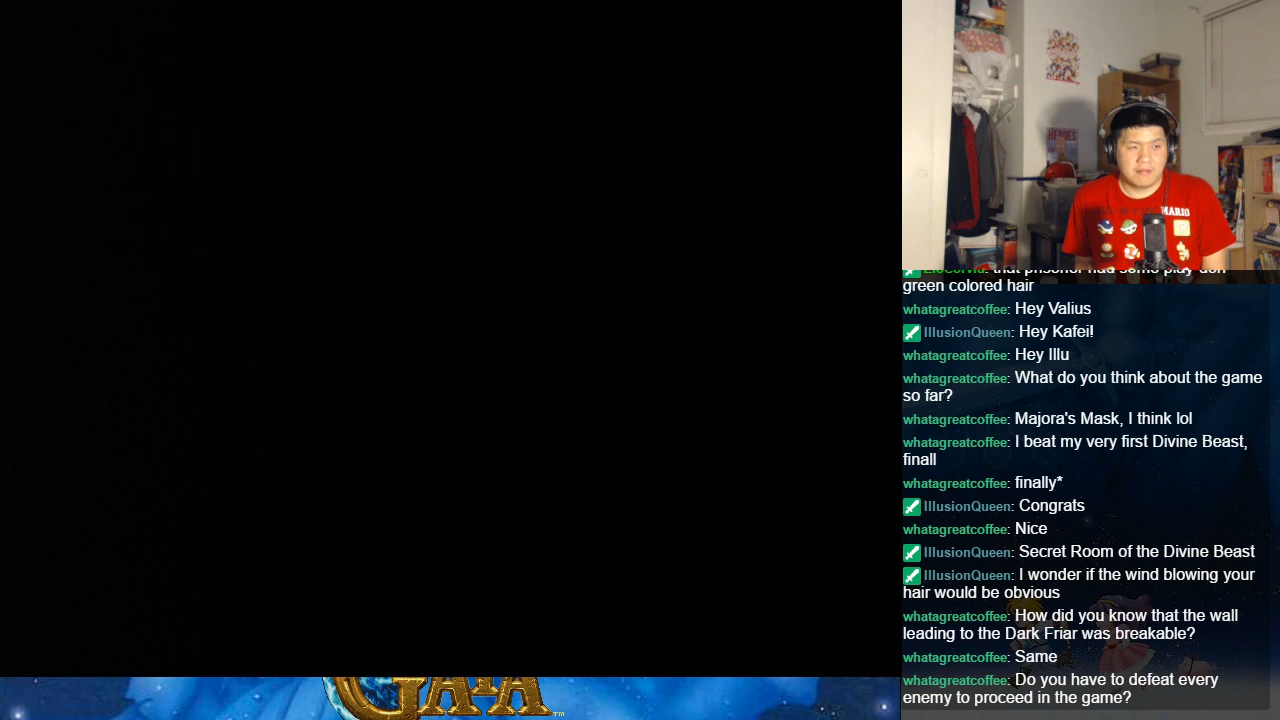 HEROES
MARIO
green colored hair
whatagreatcoffee: Hey Valius
IllusionQueen: Hey Kafei!
whatagreatcoffee: Hey Illu
whatagreatcoffee: What do you think about the game
so far?
whatagreatcoffee: Majora's Mask, I think lol
whatagreatcoffee: I beat my very first Divine Beast,
finall
whatagreatcoffee: finally*
IllusionQueen: Congrats
whatagreatcoffee: Nice
IllusionQueen: Secret Room of the Divine Beast
IllusionQueen: I wonder if the wind blowing your
hair would be obvious
whatagreatcoffee: How did you know that the wall
leading to the Dark Friar was breakable?
whatagreatcoffee: Same
whatagreatcoffee: Do you have to defeat every
enemy to proceed in the game?
GAIA™